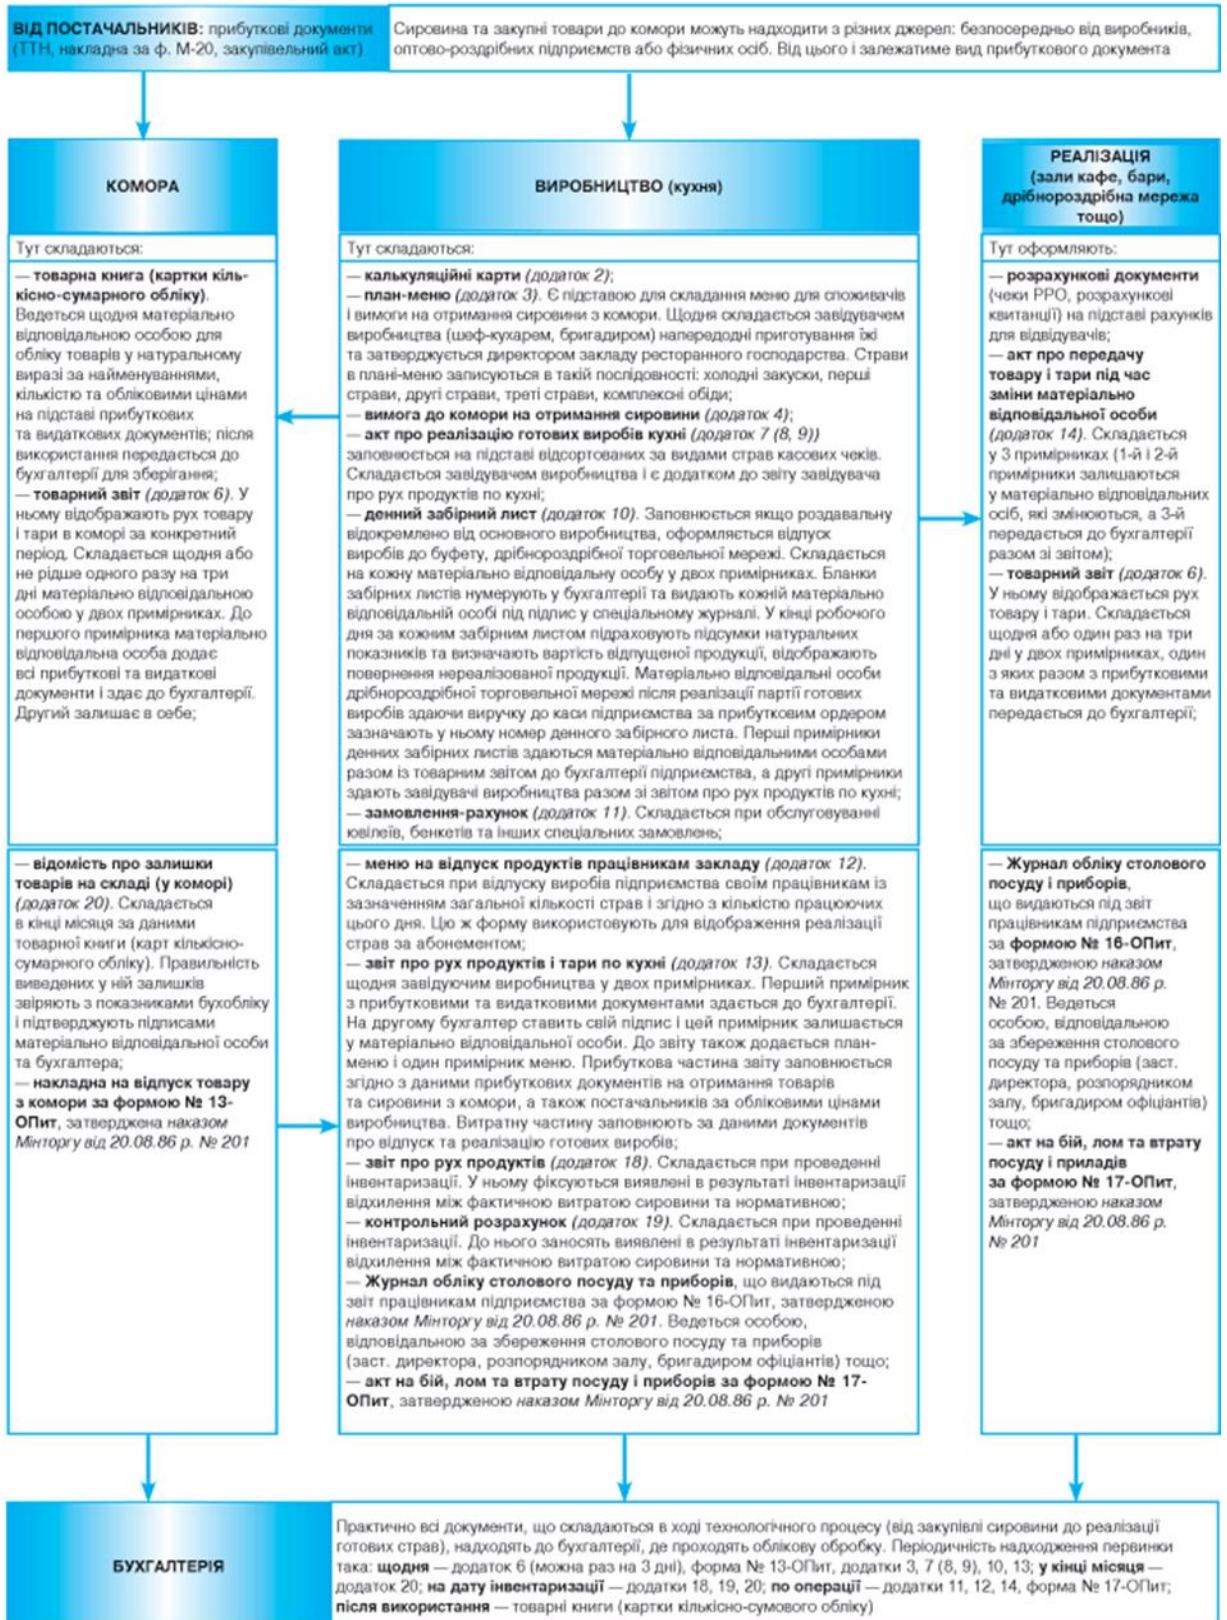 ВІД ПОСТАЧАЛЬНИКІВ: прибуткові документи
(ТТН, накладна за ф. М-20, закупівельний акт)
Сировина та закупні товари до комори можуть надходити з різних джерел: безпосередньо від виробників,
оптово-роздрібних підприємств або фізичних осіб. Від цього і залежатиме вид прибуткового документа
КОМОРА
Тут складаються:
— товарна книга (картки кіль-
кісно-сумарного обліку).
Ведеться щодня матеріально
відповідальною особою для
обліку товарів у натуральному
виразі за найменуваннями,
кількістю та обліковими цінами
на підставі прибуткових
та видаткових документів; після
використання передається до
бухгалтерії для зберігання;
— товарний звіт (додаток 6). У
ньому відображають рух товару
і тари в коморі за конкретний
період. Складається щодня або
не рідше одного разу на три
дні матеріально відповідальною
особою у двох примірниках. До
першого примірника матеріально
відповідальна особа додає
всі прибуткові та видаткові
документи і здає до бухгалтерії.
Другий залишає в себе;
— відомість про залишки
товарів на складі (у коморі)
(додаток 20). Складається
в кінці місяця за даними
товарної книги (карт кількісно-
сумарного обліку). Правильність
виведених у ній залишків
звіряють з показниками бухобліку
і підтверджують підписами
матеріально відповідальної особи
та бухгалтера;
— накладна на відпуск товару
з комори за формою № 13-
ОПит, затверджена наказом
Мінторгу від 20.08.86 р. № 201
ВИРОБНИЦТВО (кухня)
Тут складаються:
— калькуляційні карти (додаток 2);
— план-меню (додаток 3). Є підставою для складання меню для споживачів
і вимоги на отримання сировини з комори. Щодня складається завідувачем
виробництва (шеф-кухарем, бригадиром) напередодні приготування їжі
та затверджується директором закладу ресторанного господарства. Страви
в плані-меню записуються в такій послідовності: холодні закуски, перші
страви, другі страви, треті страви, комплексні обіди;
— вимога до комори на отримання сировини (додаток 4);
— акт про реалізацію готових виробів кухні (додаток 7 (8, 9))
заповнюється на підставі відсортованих за видами страв касових чеків.
Складається завідувачем виробництва і є додатком до звіту завідувача
про рух продуктів по кухні;
— денний забірний лист (додаток 10). Заповнюється якщо роздавальну
відокремлено від основного виробництва, оформляється відпуск
виробів до буфету, дрібнороздрібної торговельної мережі. Складається
на кожну матеріально відповідальну особу у двох примірниках. Бланки
забірних листів нумерують у бухгалтерії та видають кожній матеріально
відповідальній особі під підпис у спеціальному журналі. У кінці робочого
дня за кожним забірним листом підраховують підсумки натуральних
показників та визначають вартість відпущеної продукції, відображають
повернення нереалізованої продукції. Матеріально відповідальні особи
дрібнороздрібної торговельної мережі після реалізації партії готових
виробів здаючи виручку до каси підприємства за прибутковим ордером
зазначають у ньому номер денного забірного листа. Перші примірники
денних забірних листів здаються матеріально відповідальними особами
разом із товарним звітом до бухгалтерії підприємства, а другі примірники
здають завідувачі виробництва разом зі звітом про рух продуктів по кухні;
— замовлення-рахунок (додаток 11). Складається при обслуговуванні
ювілеїв, бенкетів та інших спеціальних замовлень;
— меню на відпуск продуктів працівникам закладу (додаток 12).
Складається при відпуску виробів підприємства своїм працівникам із
зазначенням загальної кількості страв і згідно з кількістю працюючих
цього дня. Цю ж форму використовують для відображення реалізації
страв за абонементом;
— звіт про рух продуктів і тари по кухні (додаток 13). Складається
щодня завідуючим виробництва у двох примірниках. Перший примірник
з прибутковими та видатковими документами здається до бухгалтерії.
На другому бухгалтер ставить свій підпис і цей примірник залишається
у матеріально відповідальної особи. До звіту також додається план-
меню і один примірник меню. Прибуткова частина звіту заповнюється
згідно з даними прибуткових документів на отримання товарів
та сировини з комори, а також постачальників за обліковими цінами
виробництва. Витратну частину заповнюють за даними документів
про відпуск та реалізацію готових виробів;
— звіт про рух продуктів (додаток 18). Складається при проведенні
інвентаризації. У ньому фіксуються виявлені в результаті інвентаризації
відхилення між фактичною витратою сировини та нормативною;
— контрольний розрахунок (додаток 19). Складається при проведенні
інвентаризації. До нього заносять виявлені в результаті інвентаризації
відхилення між фактичною витратою сировини та нормативною;
— Журнал обліку столового посуду та приборів, що видаються під
звіт працівникам підприємства за формою № 16-ОПит, затвердженою
наказом Мінторгу від 20.08.86 р. № 201. Ведеться особою,
відповідальною за збереження столового посуду та приборів
(заст. директора, розпорядником залу, бригадиром офіціантів) тощо;
— акт на бій, лом та втрату посуду і приборів за формою № 17-
ОПит, затвердженою наказом Мінторгу від 20.08.86 р. № 201
РЕАЛІЗАЦІЯ
(зали кафе, бари,
дрібнороздрібна мережа
тощо)
Тут оформляють:
— розрахункові документи
(чеки РРО, розрахункові
квитанції) на підставі рахунків
для відвідувачів;
— акт про передачу
товару і тари під час
зміни матеріально
відповідальної особи
(додаток 14). Складається
у 3 примірниках (1-й і 2-й
примірники залишаються
у матеріально відповідальних
осіб, які змінюються, а 3-й
передається до бухгалтерії
разом зі звітом);
— товарний звіт (додаток 6).
У ньому відображається рух
товару і тари. Складається
щодня або один раз на три
дні у двох примірниках, один
з яких разом з прибутковими
та видатковими документами
передається до бухгалтерії;
— Журнал обліку столового
посуду і приборів,
що видаються під звіт
працівникам підприємства
за формою № 16-ОПит,
затвердженою наказом
Мінторгу від 20.08.86 р.
№ 201. Ведеться
особою, відповідальною
за збереження столового
посуду та приборів (заст.
директора, розпорядником
залу, бригадиром офіціантів)
тощо;
— акт на бій, лом та втрату
посуду і приладів
за формою № 17-ОПит,
затвердженою наказом
Мінторгу від 20.08.86 р.
№ 201
БУХГАЛТЕРІЯ
Практично всі документи, що складаються в ході технологічного процесу (від закупівлі сировини до реалізації
готових страв), надходять до бухгалтерії, де проходять облікову обробку. Періодичність надходження первинки
така: щодня — додаток 6 (можна раз на 3 дні), форма № 13-ОПит, додатки 3, 7 (8, 9), 10, 13; у кінці місяця —
додаток 20; на дату інвентаризації — додатки 18, 19, 20; по операції — додатки 11, 12, 14, форма № 17-ОПит;
після використання — товарні книги (картки кількісно-сумового обліку)